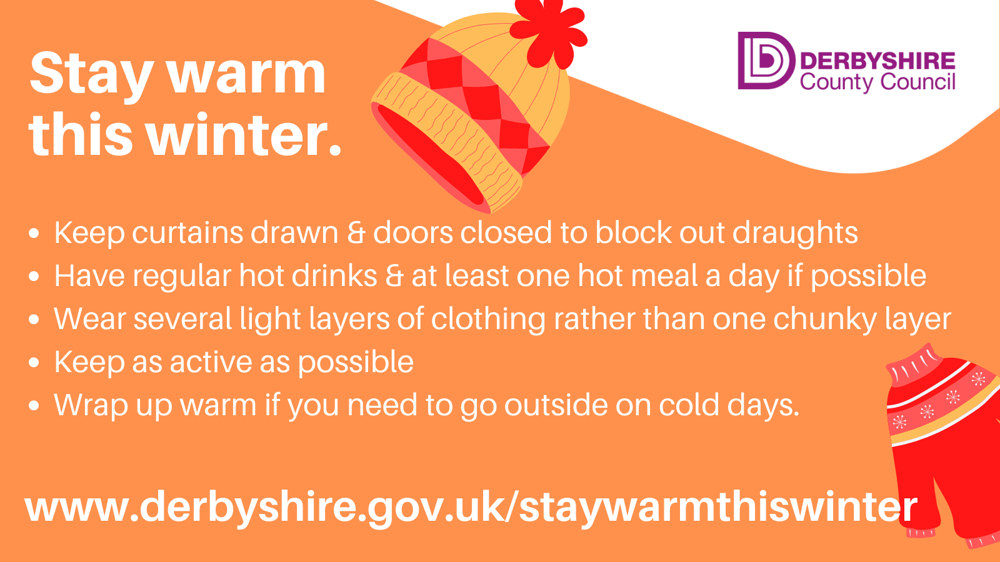 Stay warm
this winter.
DERBYSHIRE
County Council
• Keep curtains drawn & doors closed to block out draughts
• Have regular hot drinks & at least one hot meal a day if possible
• Wear several light layers of clothing rather than one chunky layer
• Keep as active as possible
• Wrap up warm if you need to go outside on cold days.
www.derbyshire.gov.uk/staywarmthiswinter